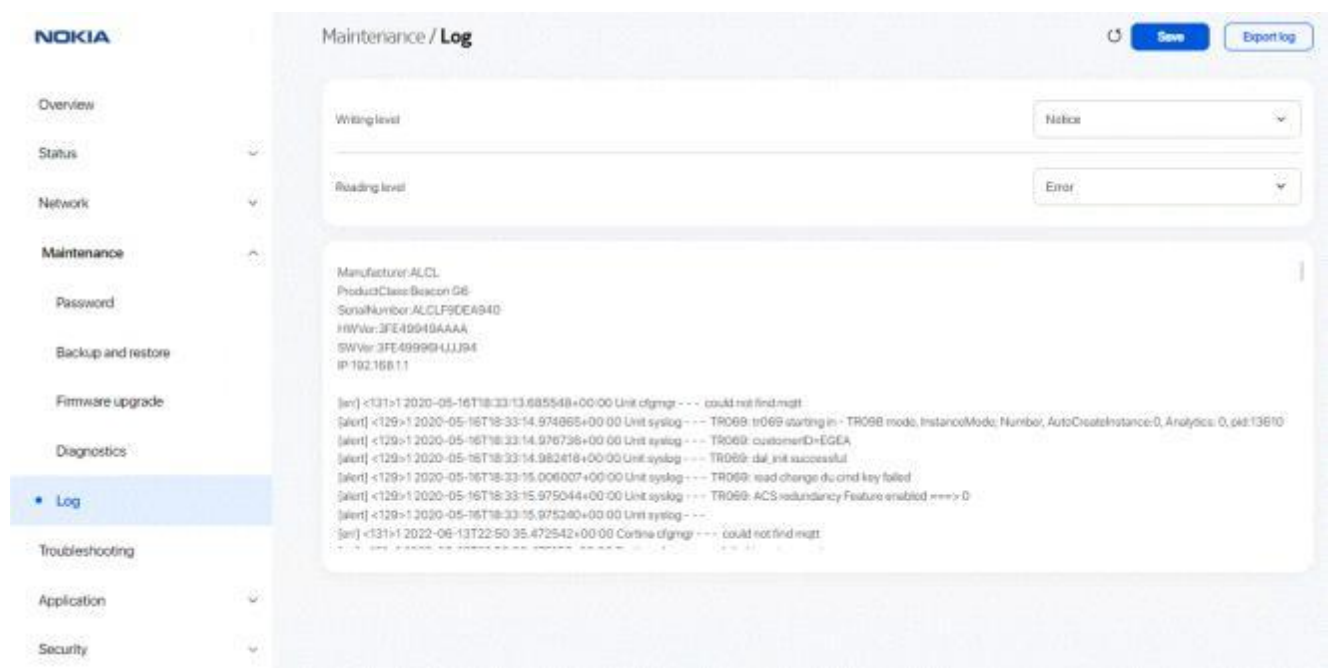 NOKIA
Maintenance / Log
Save
Export log
Overview
Status
Network
Maintenance
Password
Backup and restore
Firmware upgrade
Diagnostics
Log
Troubleshooting
Application
Security
Writing level
Notice
Reading level
Error
Manufacturer:ALCL
ProductClass:Beacon G6
SerialNumber:ALCLF9DEA940
HWVer:3FE49949AAAA
SWVer:3FE49996HJJJ94
IP:192.168.1.1
[err] <131>1 2020-05-16T18:33:13.685548+00:00 Unit cfgmgr - - - could not find mqtt
[alert] <129>1 2020-05-16T18:33:14.974865+00:00 Unit syslog - - - TR069: tr069 starting in - TR098 mode, InstanceMode; Number, AutoCreateInstance:0, Analytics: 0, pid:13610
[alert] <129>1 2020-05-16T18:33:14.976736+00:00 Unit syslog - - - TR069: customerID=EGEA
[alert] <129>1 2020-05-16T18:33:14.982418+00:00 Unit syslog - - - TR069: dal_init successful
[alert] <129>1 2020-05-16T18:33:15.006007+00:00 Unit syslog - - - TR069: read change du cmd key failed
[alert] <129>1 2020-05-16T18:33:15.975044+00:00 Unit syslog - - - TR069: ACS redundancy Feature enabled ===> 0
[alert] <129>1 2020-05-16T18:33:15.975240+00:00 Unit syslog - - -
[err] <131>1 2022-06-13T22:50:35.472542+00:00 Cortina cfgmgr - - - could not find mqtt